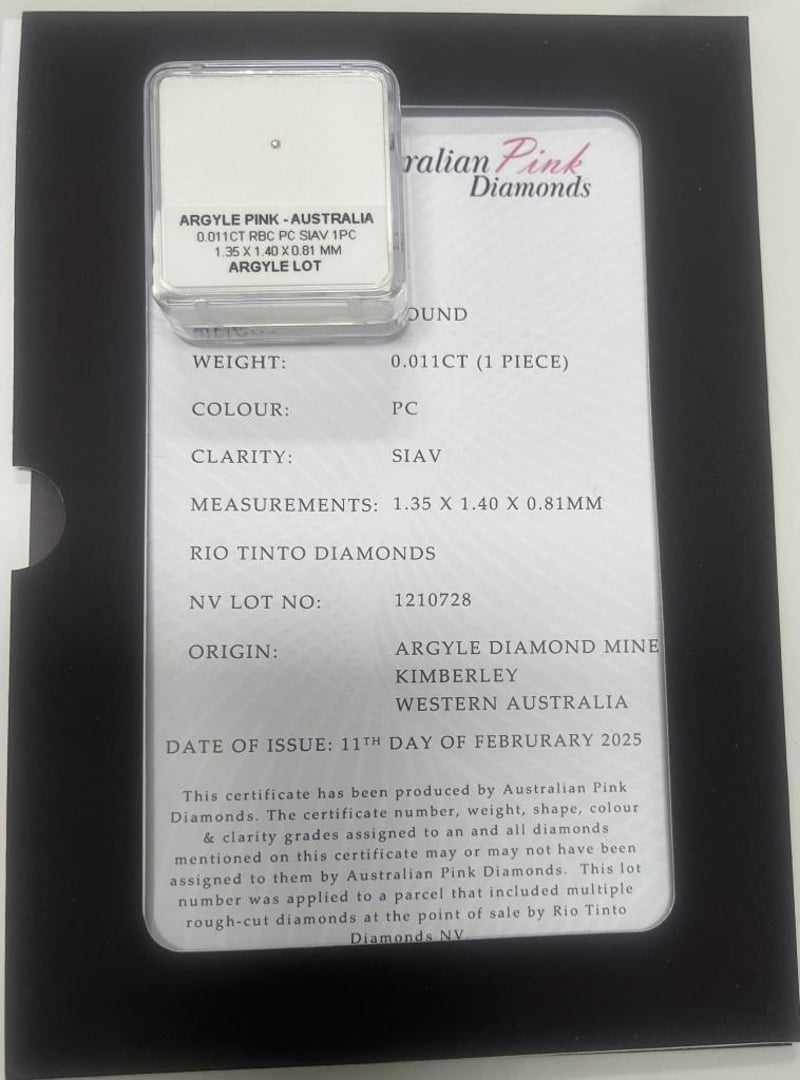 ARGYLE PINK - AUSTRALIA
0.011CT RBC PC SIAV 1PC
1.35 X 1.40 X 0.81 MM
ARGYLE LOT
ralian Pink
Diamonds
OUND
WEIGHT: 0.011CT (1 PIECE)
COLOUR: PC
CLARITY: SIAV
MEASUREMENTS: 1.35 X 1.40 X 0.81MM
RIO TINTO DIAMONDS
NV LOT NO: 1210728
ORIGIN: ARGYLE DIAMOND MINE
KIMBERLEY
WESTERN AUSTRALIA
DATE OF ISSUE: 11TH DAY OF FEBRURARY 2025
This certificate has been produced by Australian Pink
Diamonds. The certificate number, weight, shape, colour
& clarity grades assigned to an and all diamonds
mentioned on this certificate may or may not have been
assigned to them by Australian Pink Diamonds. This lot
number was applied to a parcel that included multiple
rough-cut diamonds at the point of sale by Rio Tinto
Diamonds NV